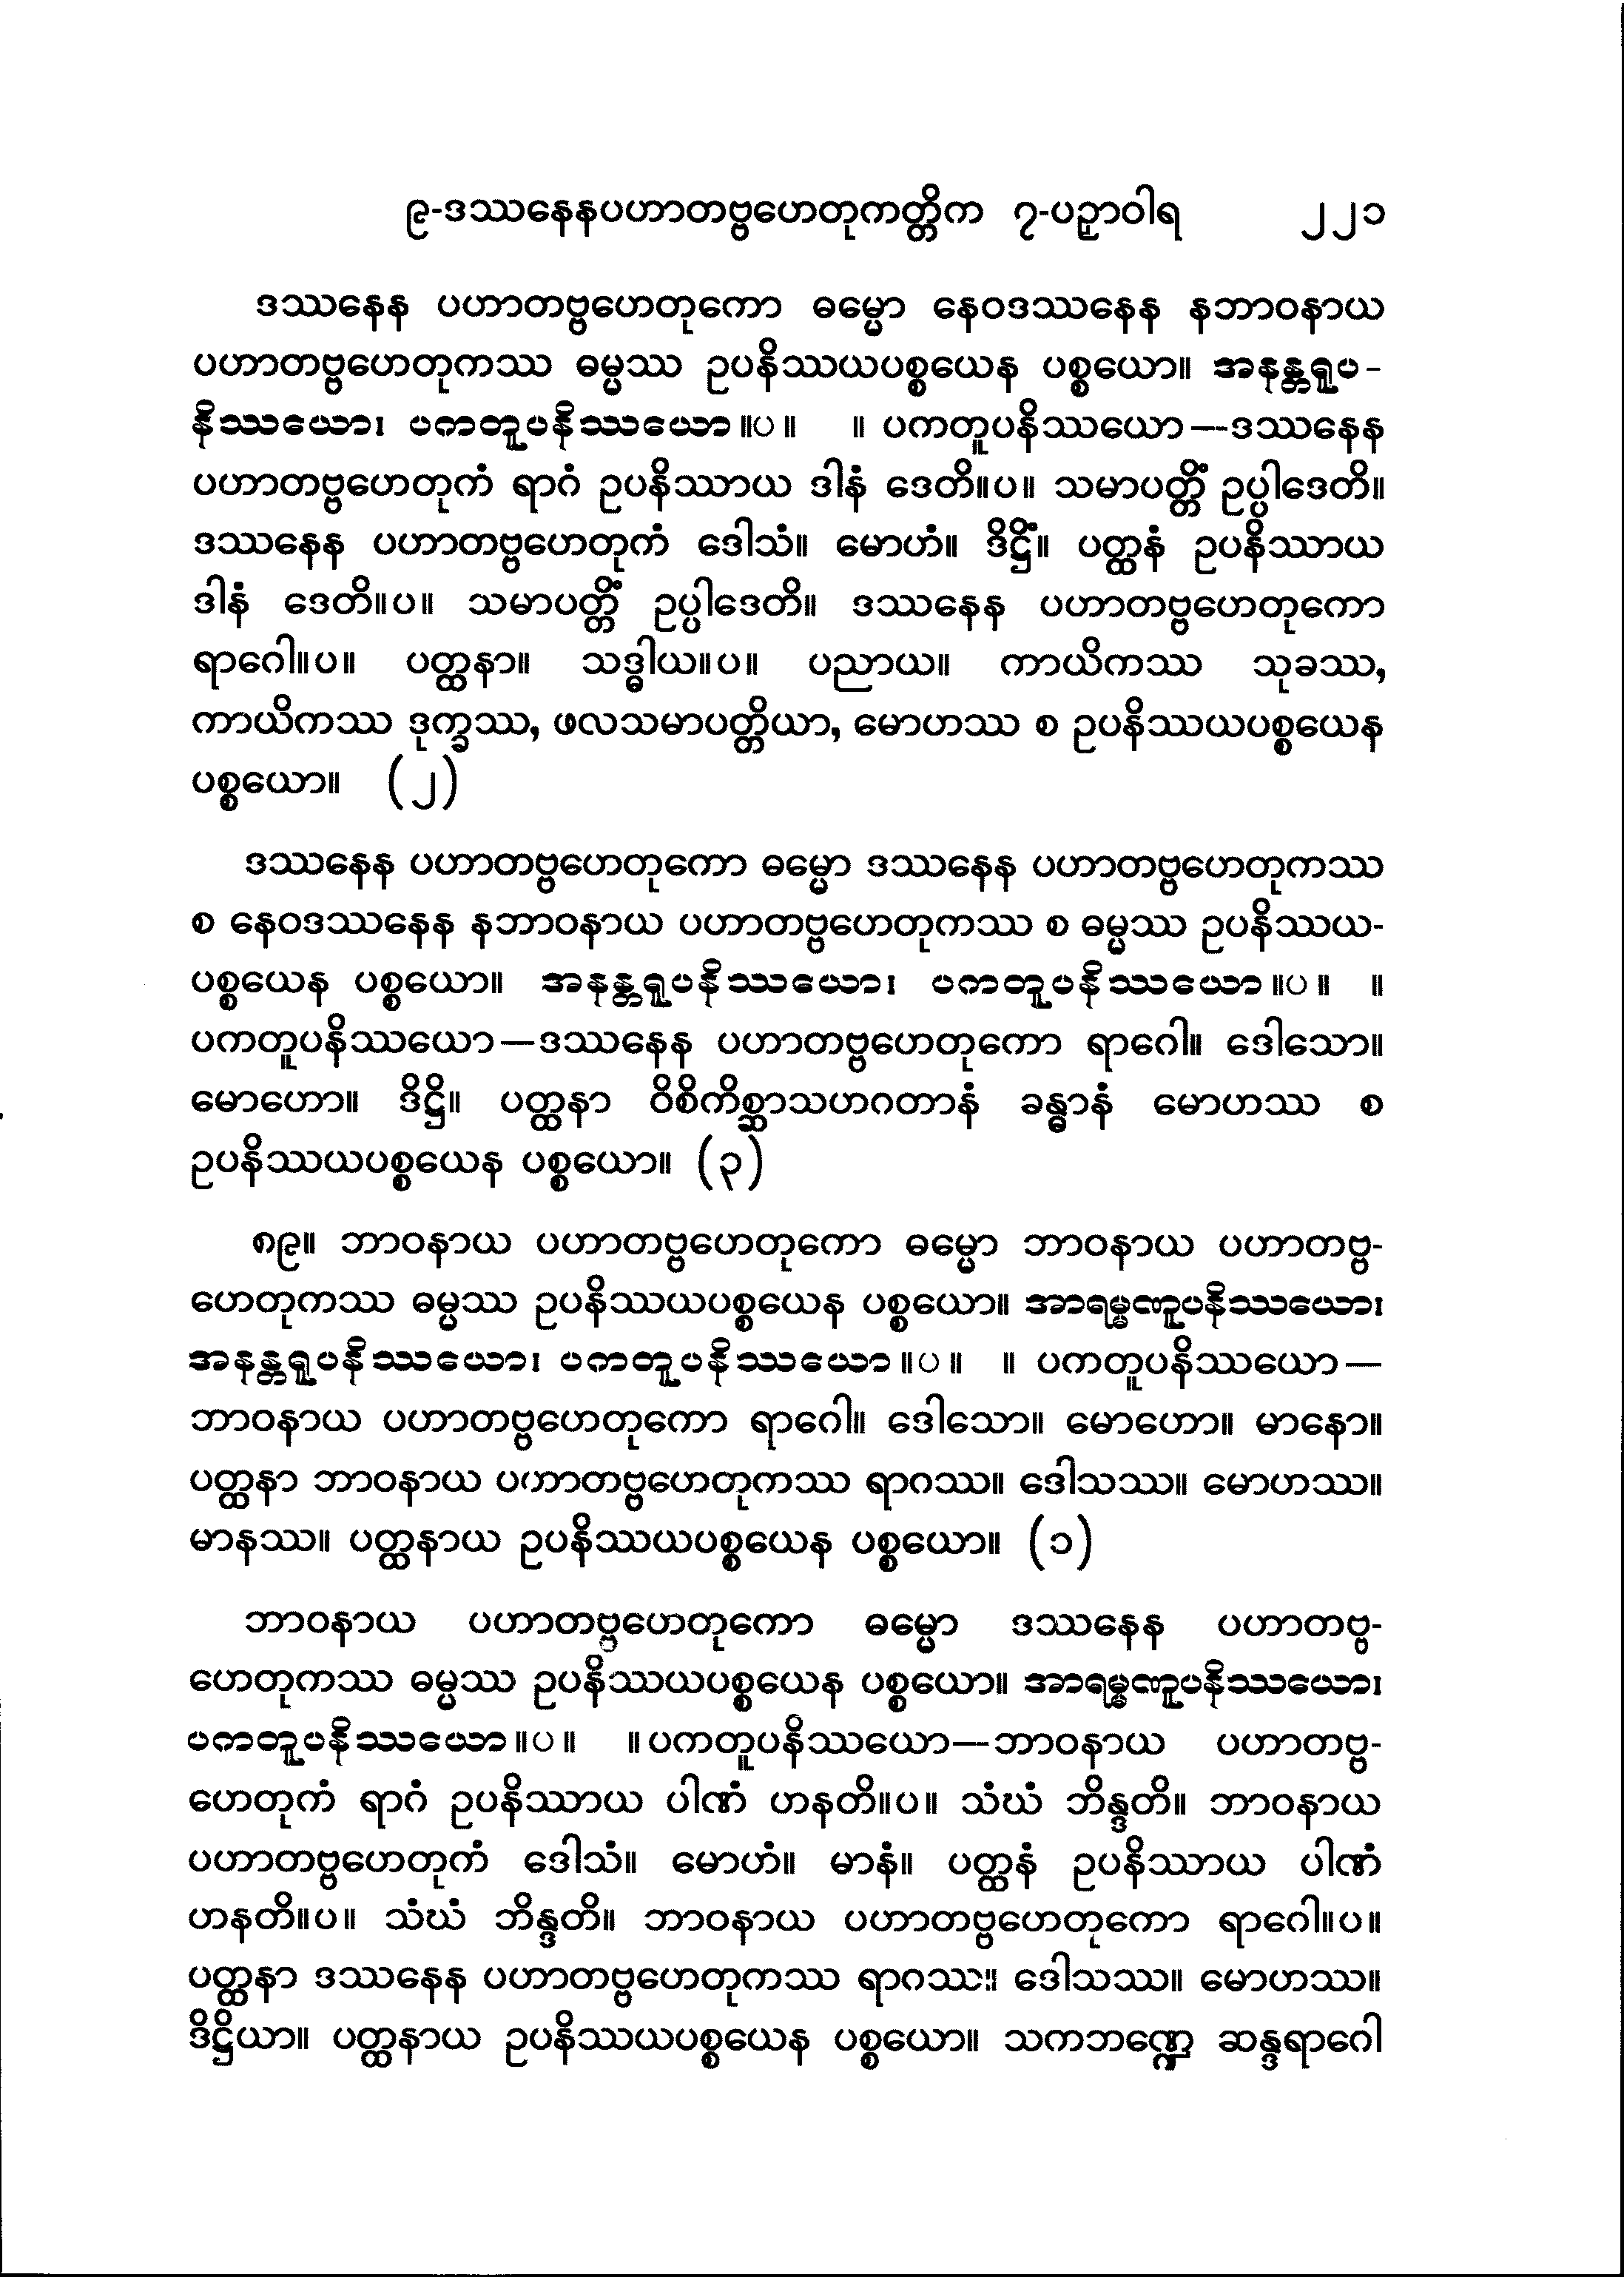 ၉-ဒဿနေနပဟာတဗ္ဗဟေတုကတ္တိက ၇-ပဉှာဝါရ ၂၂၁
ဒဿနေန ပဟာတဗ္ဗဟေတုကော ဓမ္မော နေဝဒဿနေန နဘာဝနာယ
ပဟာတဗ္ဗဟေတုကဿ ဓမ္မဿ ဥပနိဿယပစ္စယေန ပစ္စယော။ အနန္တရူပ-
နိဿယော၊ ပကတူပနိဿယော။ပ။ ။ ပကတူပနိဿယော—ဒဿနေန
ပဟာတဗ္ဗဟေတုကံ ရာဂံ ဥပနိဿာယ ဒါနံ ဒေတိ။ပ။ သမာပတ္တိံ ဥပ္ပါဒေတိ။
ဒဿနေန ပဟာတဗ္ဗဟေတုကံ ဒေါသံ။ မောဟံ။ ဒိဋ္ဌိံ။ ပတ္ထနံ ဥပနိဿာယ
ဒါနံ ဒေတိ။ပ။ သမာပတ္တိံ ဥပ္ပါဒေတိ။ ဒဿနေန ပဟာတဗ္ဗဟေတုကော
ရာဂေါ။ပ။ ပတ္ထနာ။ သဒ္ဓါယ။ပ။ ပညာယ။ ကာယိကဿ သုခဿ,
ကာယိကဿ ဒုက္ခဿ, ဖလသမာပတ္တိယာ, မောဟဿ စ ဥပနိဿယပစ္စယေန
ပစ္စယော။ (၂)
ဒဿနေန ပဟာတဗ္ဗဟေတုကော ဓမ္မော ဒဿနေန ပဟာတဗ္ဗဟေတုကဿ
စ နေဝဒဿနေန နဘာဝနာယ ပဟာတဗ္ဗဟေတုကဿ စ ဓမ္မဿ ဥပနိဿယ-
ပစ္စယေန ပစ္စယော။ အနန္တရူပနိဿယော၊ ပကတူပနိဿယော။ပ။ ။
ပကတူပနိဿယော—ဒဿနေန ပဟာတဗ္ဗဟေတုကော ရာဂေါ။ ဒေါသော။
မောဟော။ ဒိဋ္ဌိ။ ပတ္ထနာ ဝိစိကိစ္ဆာသဟဂတာနံ ခန္ဓာနံ မောဟဿ စ
ဥပနိဿယပစ္စယေန ပစ္စယော။ (၃)
၈၉။ ဘာဝနာယ ပဟာတဗ္ဗဟေတုကော ဓမ္မော ဘာဝနာယ ပဟာတဗ္ဗ-
ဟေတုကဿ ဓမ္မဿ ဥပနိဿယပစ္စယေန ပစ္စယော။ အာရမ္မဏူပနိဿယော၊
အနန္တရူပနိဿယော၊ ပကတူပနိဿယော။ပ။ ။ ပကတူပနိဿယော—
ဘာဝနာယ ပဟာတဗ္ဗဟေတုကော ရာဂေါ။ ဒေါသော။ မောဟော။ မာနော။
ပတ္ထနာ ဘာဝနာယ ပဟာတဗ္ဗဟေတုကဿ ရာဂဿ။ ဒေါသဿ။ မောဟဿ။
မာနဿ။ ပတ္ထနာယ ဥပနိဿယပစ္စယေန ပစ္စယော။ (၁)
ဘာဝနာယ ပဟာတဗ္ဗဟေတုကော ဓမ္မော ဒဿနေန ပဟာတဗ္ဗ-
ဟေတုကဿ ဓမ္မဿ ဥပနိဿယပစ္စယေန ပစ္စယော။ အာရမ္မဏူပနိဿယော၊
ပကတူပနိဿယော။ပ။ ။ပကတူပနိဿယော—ဘာဝနာယ ပဟာတဗ္ဗ-
ဟေတုကံ ရာဂံ ဥပနိဿာယ ပါဏံ ဟနတိ။ပ။ သံဃံ ဘိန္ဒတိ။ ဘာဝနာယ
ပဟာတဗ္ဗဟေတုကံ ဒေါသံ။ မောဟံ။ မာနံ။ ပတ္ထနံ ဥပနိဿာယ ပါဏံ
ဟနတိ။ပ။ သံဃံ ဘိန္ဒတိ။ ဘာဝနာယ ပဟာတဗ္ဗဟေတုကော ရာဂေါ။ပ။
ပတ္ထနာ ဒဿနေန ပဟာတဗ္ဗဟေတုကဿ ရာဂဿ။ ဒေါသဿ။ မောဟဿ။
ဒိဋ္ဌိယာ။ ပတ္ထနာယ ဥပနိဿယပစ္စယေန ပစ္စယော။ သကဘဏ္ဍေ ဆန္ဒရာဂေါ